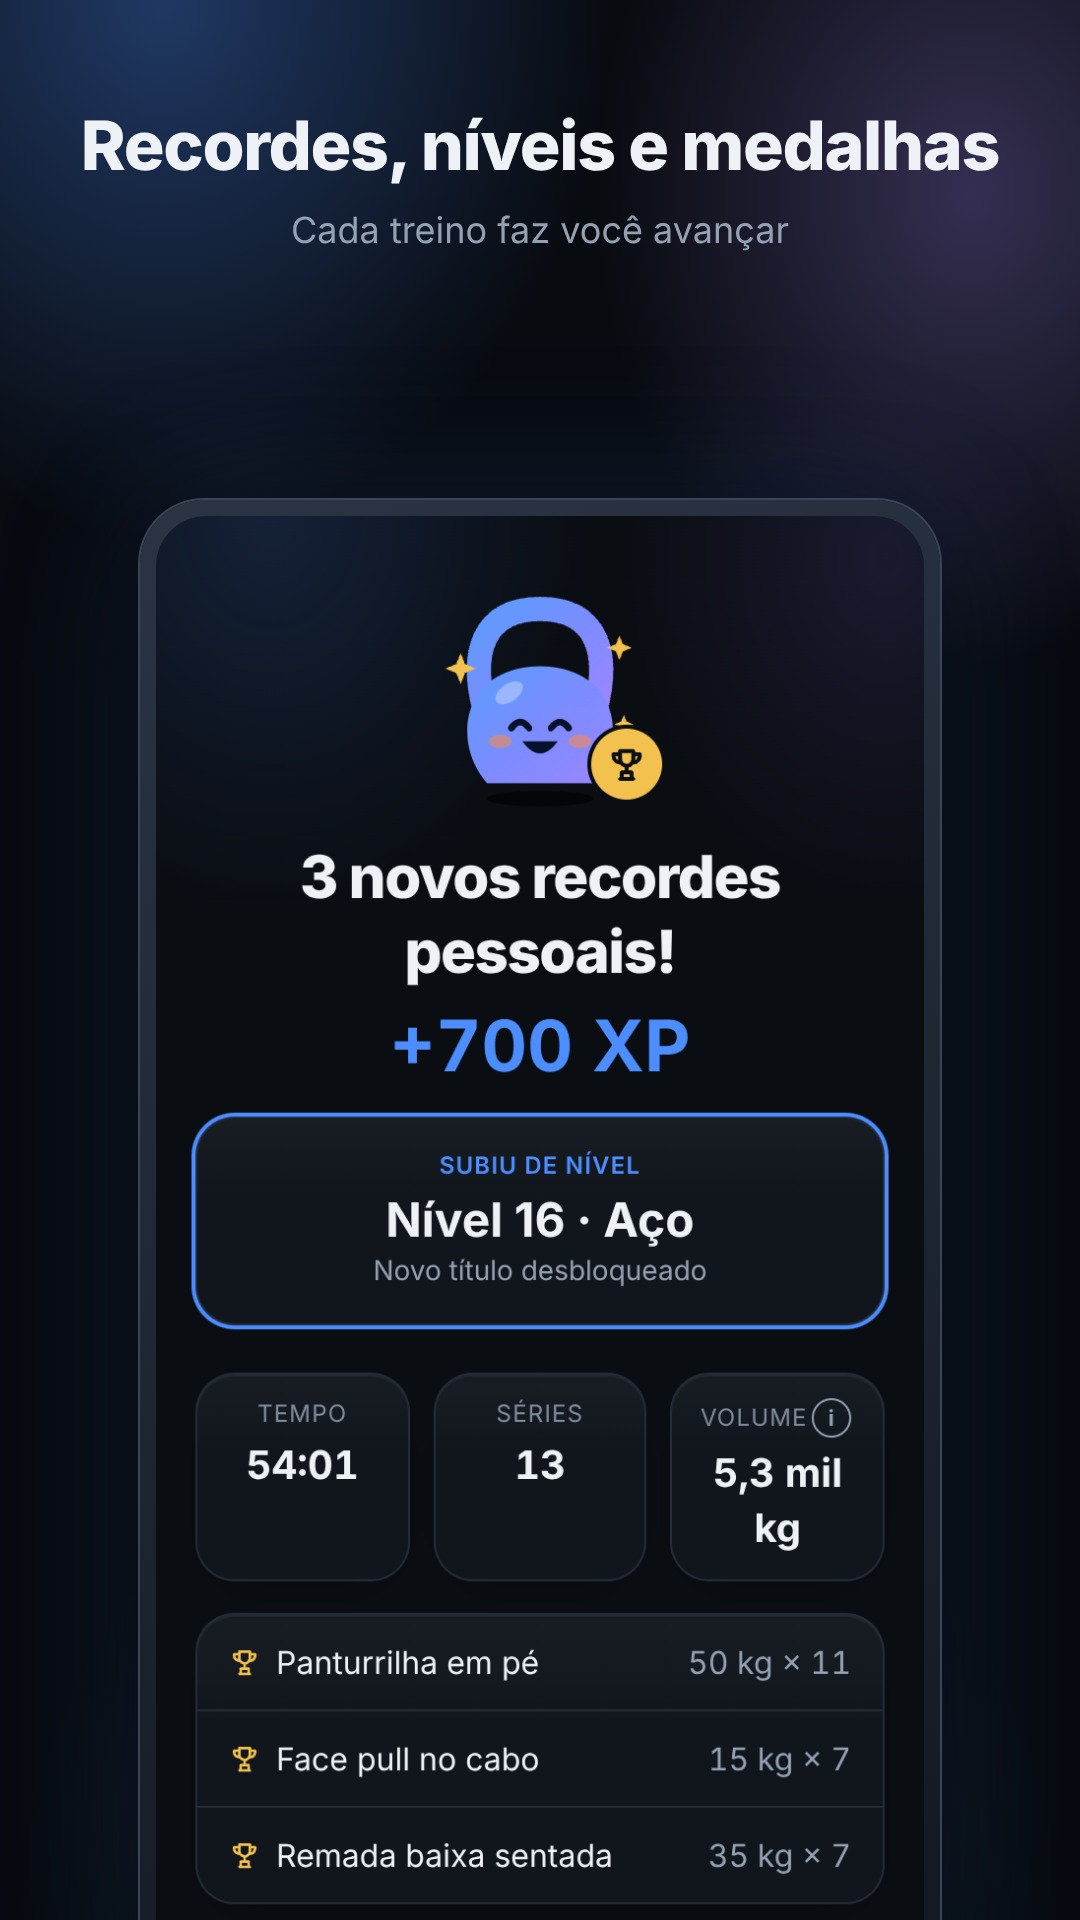 Recordes, níveis e medalhas
Cada treino faz você avançar
3 novos recordes
pessoais!
+700 XP
SUBIU DE NÍVEL
Nível 16 · Aço
Novo título desbloqueado
TEMPO
54:01
SÉRIES
13
VOLUME i
5,3 mil
kg
Panturrilha em pé 50 kg × 11
Face pull no cabo 15 kg × 7
Remada baixa sentada 35 kg × 7